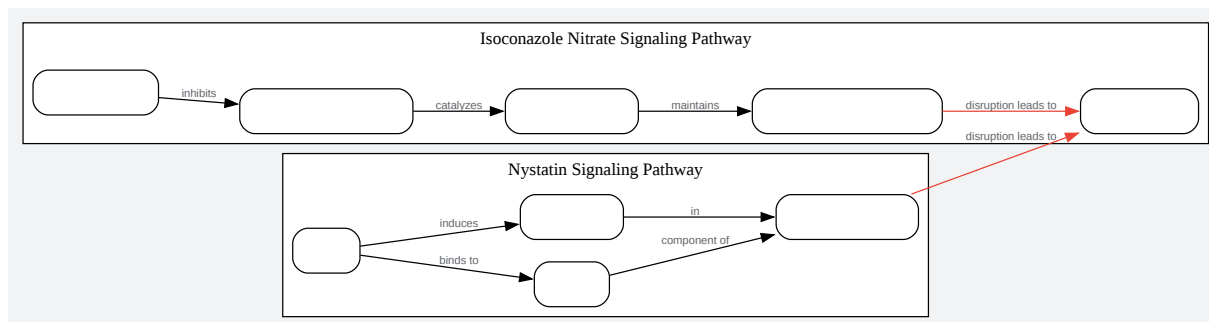 Isoconazole Nitrate Signaling Pathway
inhibits
catalyzes
maintains
disruption leads to
disruption leads to
Nystatin Signaling Pathway
induces
in
component of
binds to